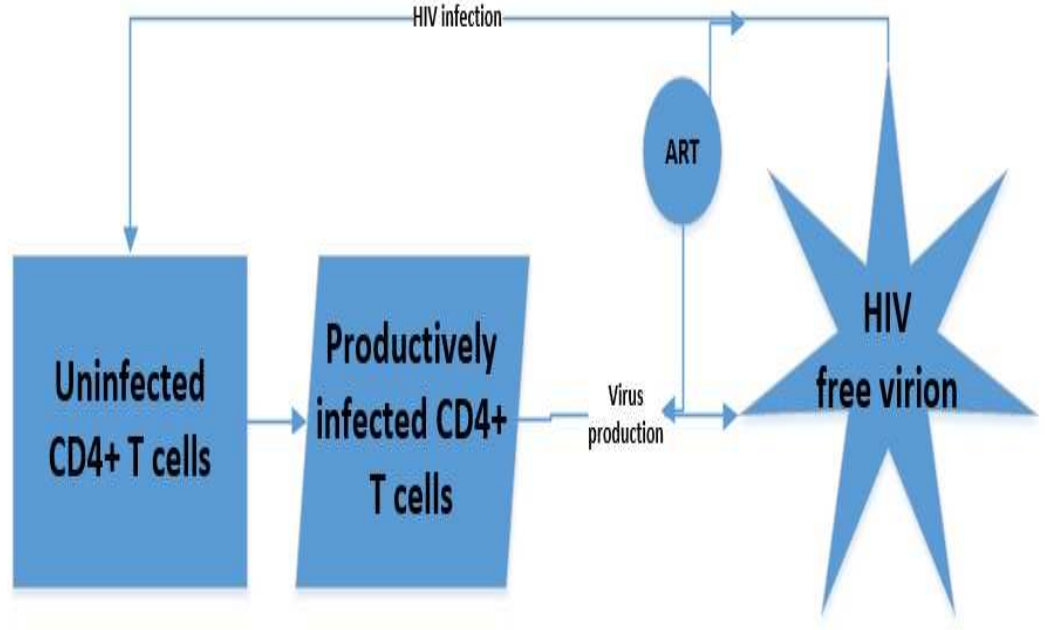 HIV infection
ART
Uninfected
CD4+ T cells
Productively
infected CD4+
T cells
Virus
production
HIV
free virion